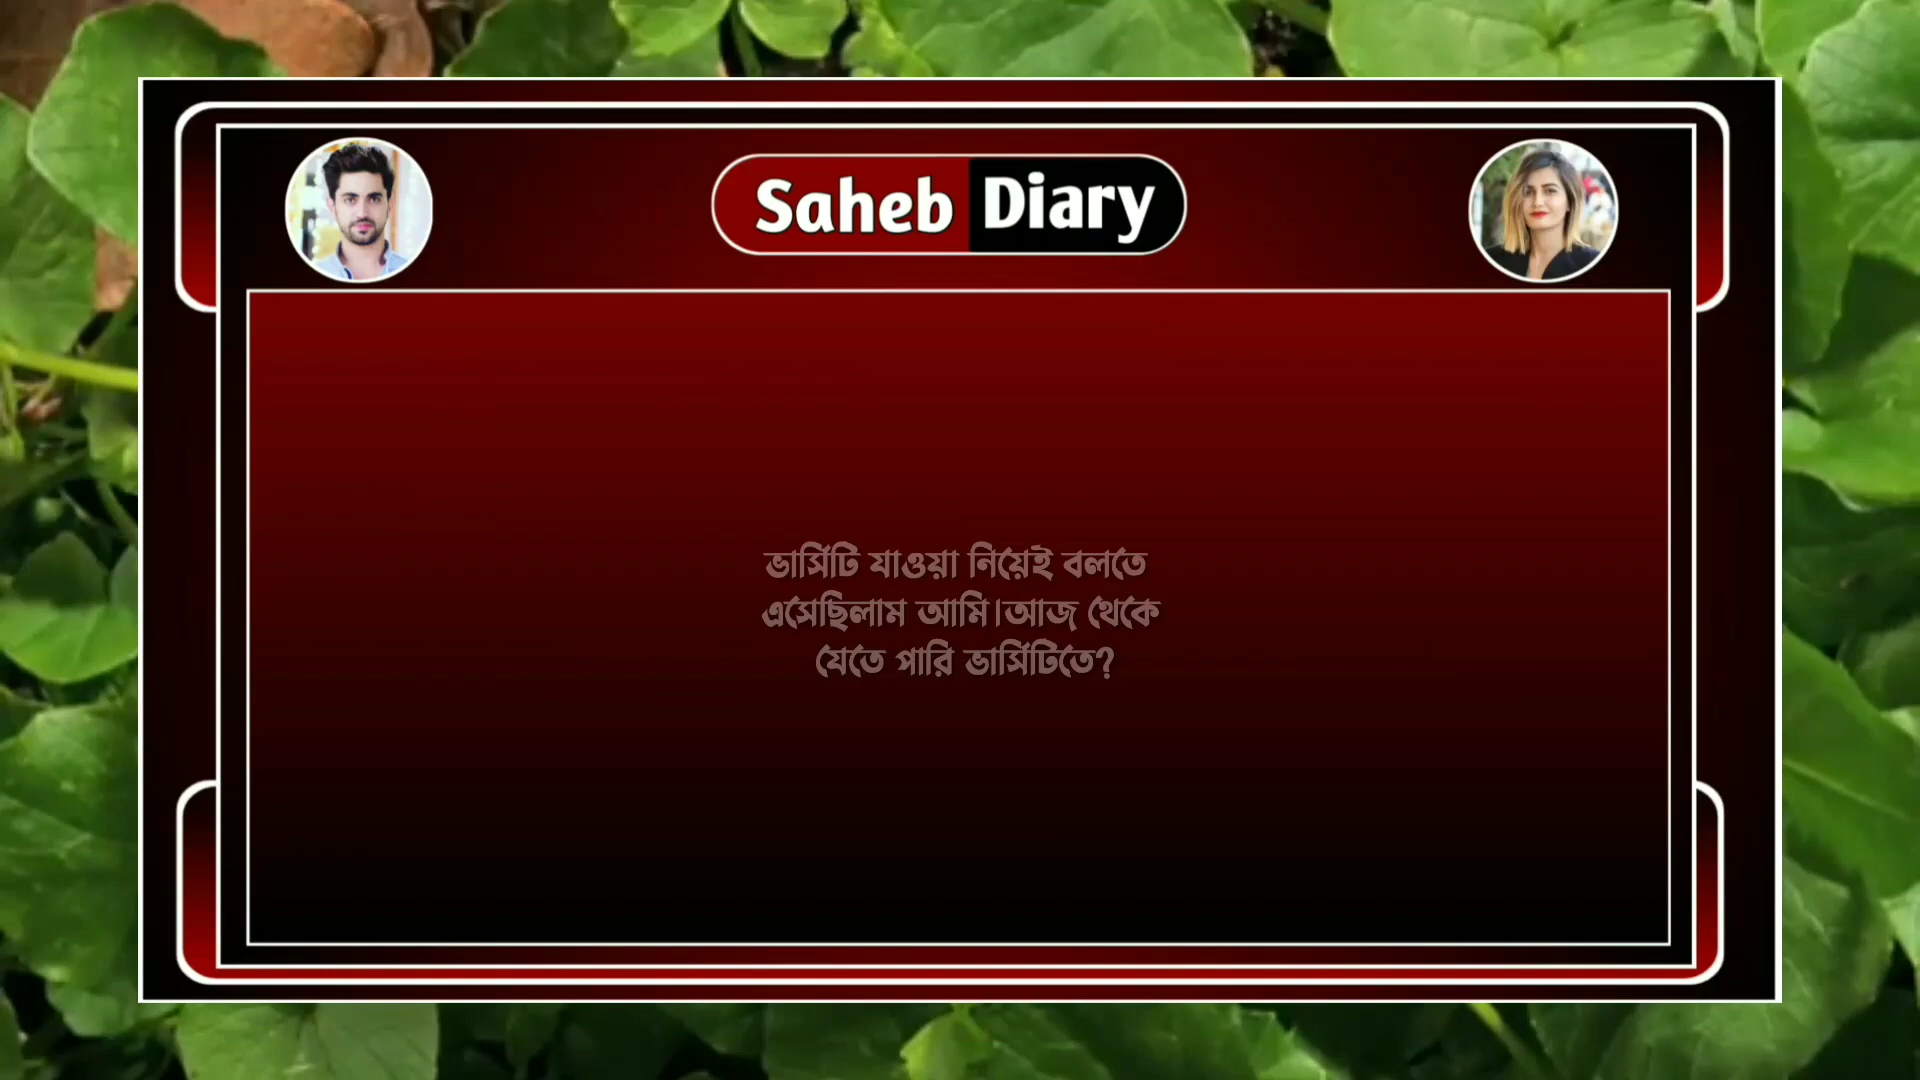 Saheb Diary
ভার্সিটি যাওয়া নিয়েই বলতে
এসেছিলাম আমি।আজ থেকে
যেতে পারি ভার্সিটিতে?